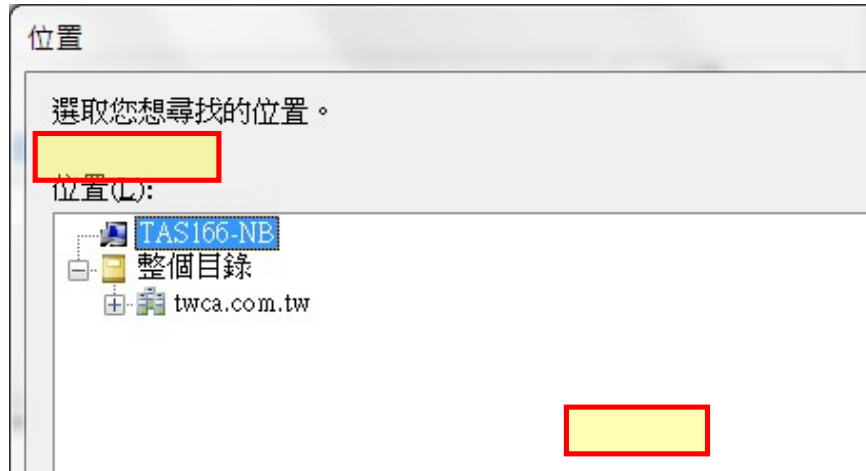 位置
選取您想尋找的位置。
位置(L):
TAS166-NB
整個目錄
twca.com.tw